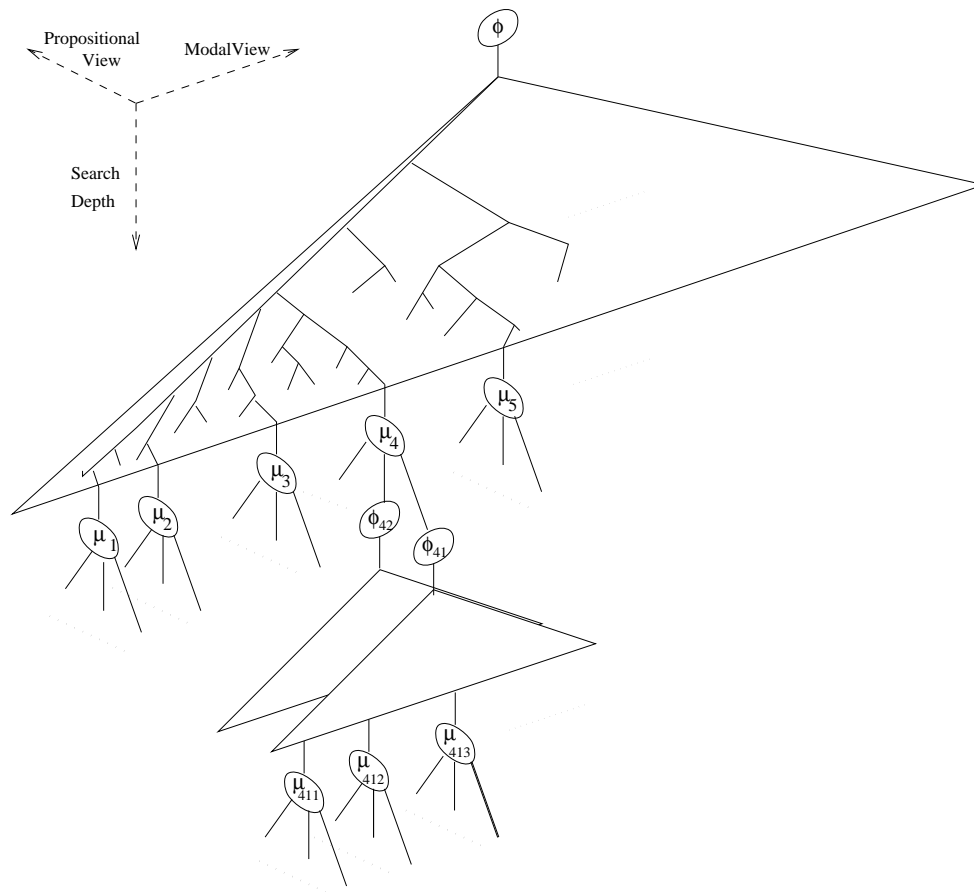 ϕ
Propositional
View
ModalView
Search
Depth
μ5
μ4
μ3
μ2
μ1
ϕ42
ϕ41
μ413
μ412
μ411